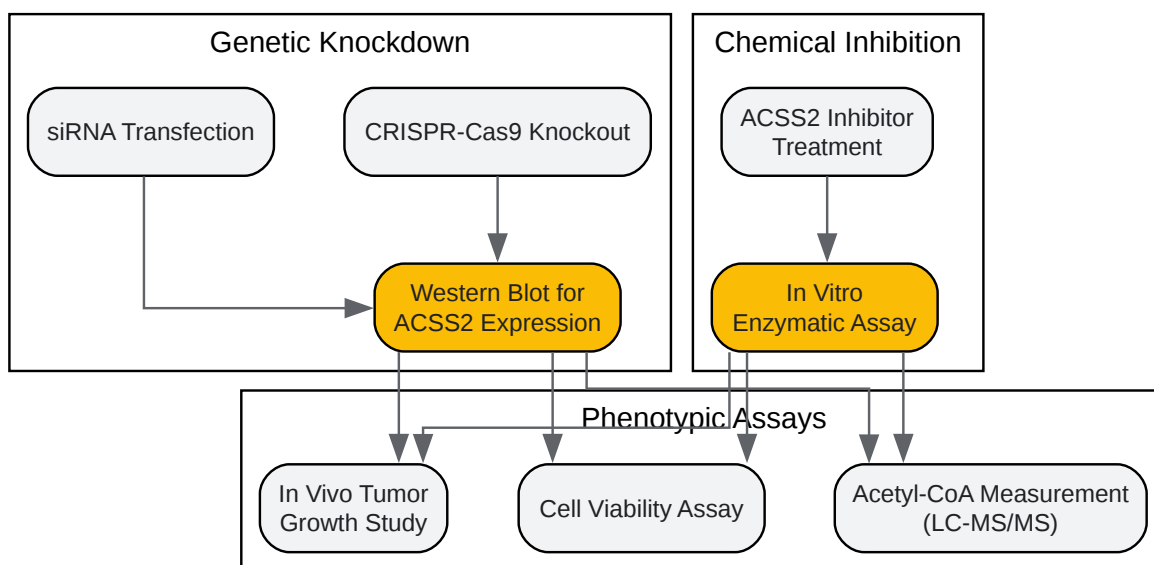 Genetic Knockdown
Chemical Inhibition
siRNA Transfection
CRISPR-Cas9 Knockout
ACSS2 Inhibitor
Treatment
Western Blot for
ACSS2 Expression
In Vitro
Enzymatic Assay
Phenotypic Assays
In Vivo Tumor
Growth Study
Cell Viability Assay
Acetyl-CoA Measurement
(LC-MS/MS)